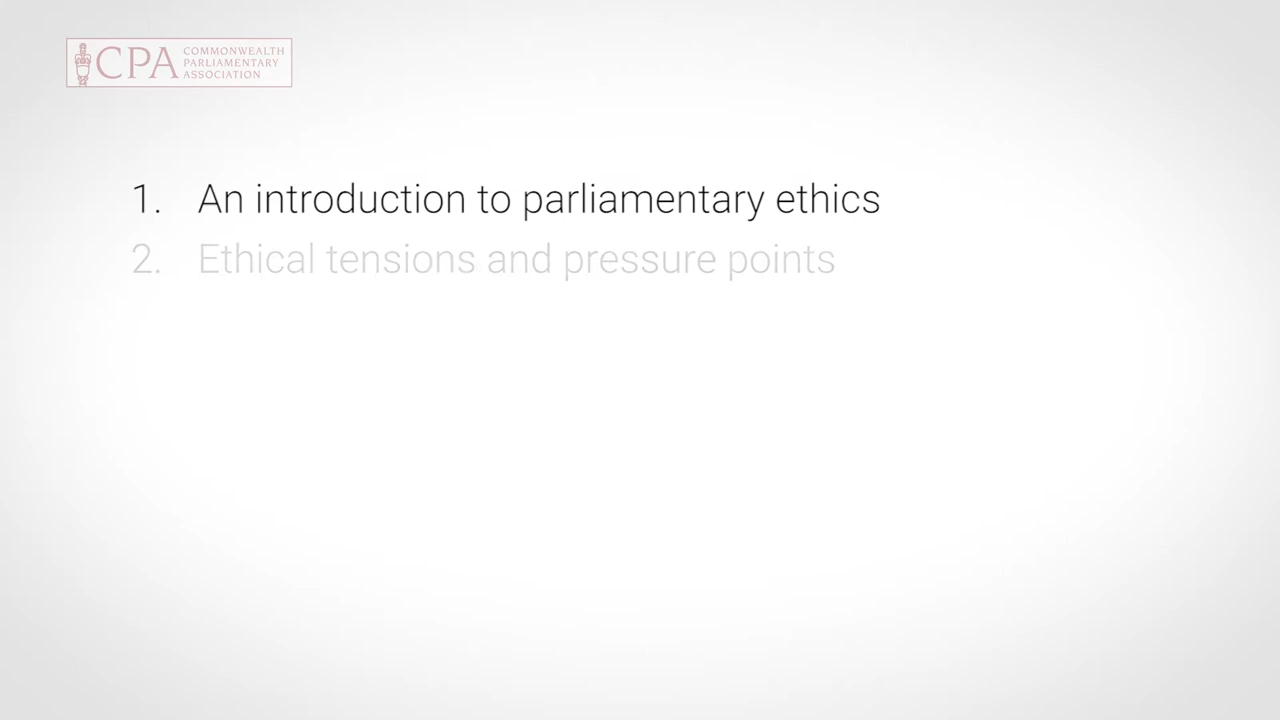 CPA
COMMONWEALTH
PARLIAMENTARY
ASSOCIATION
1. An introduction to parliamentary ethics
2. Ethical tensions and pressure points